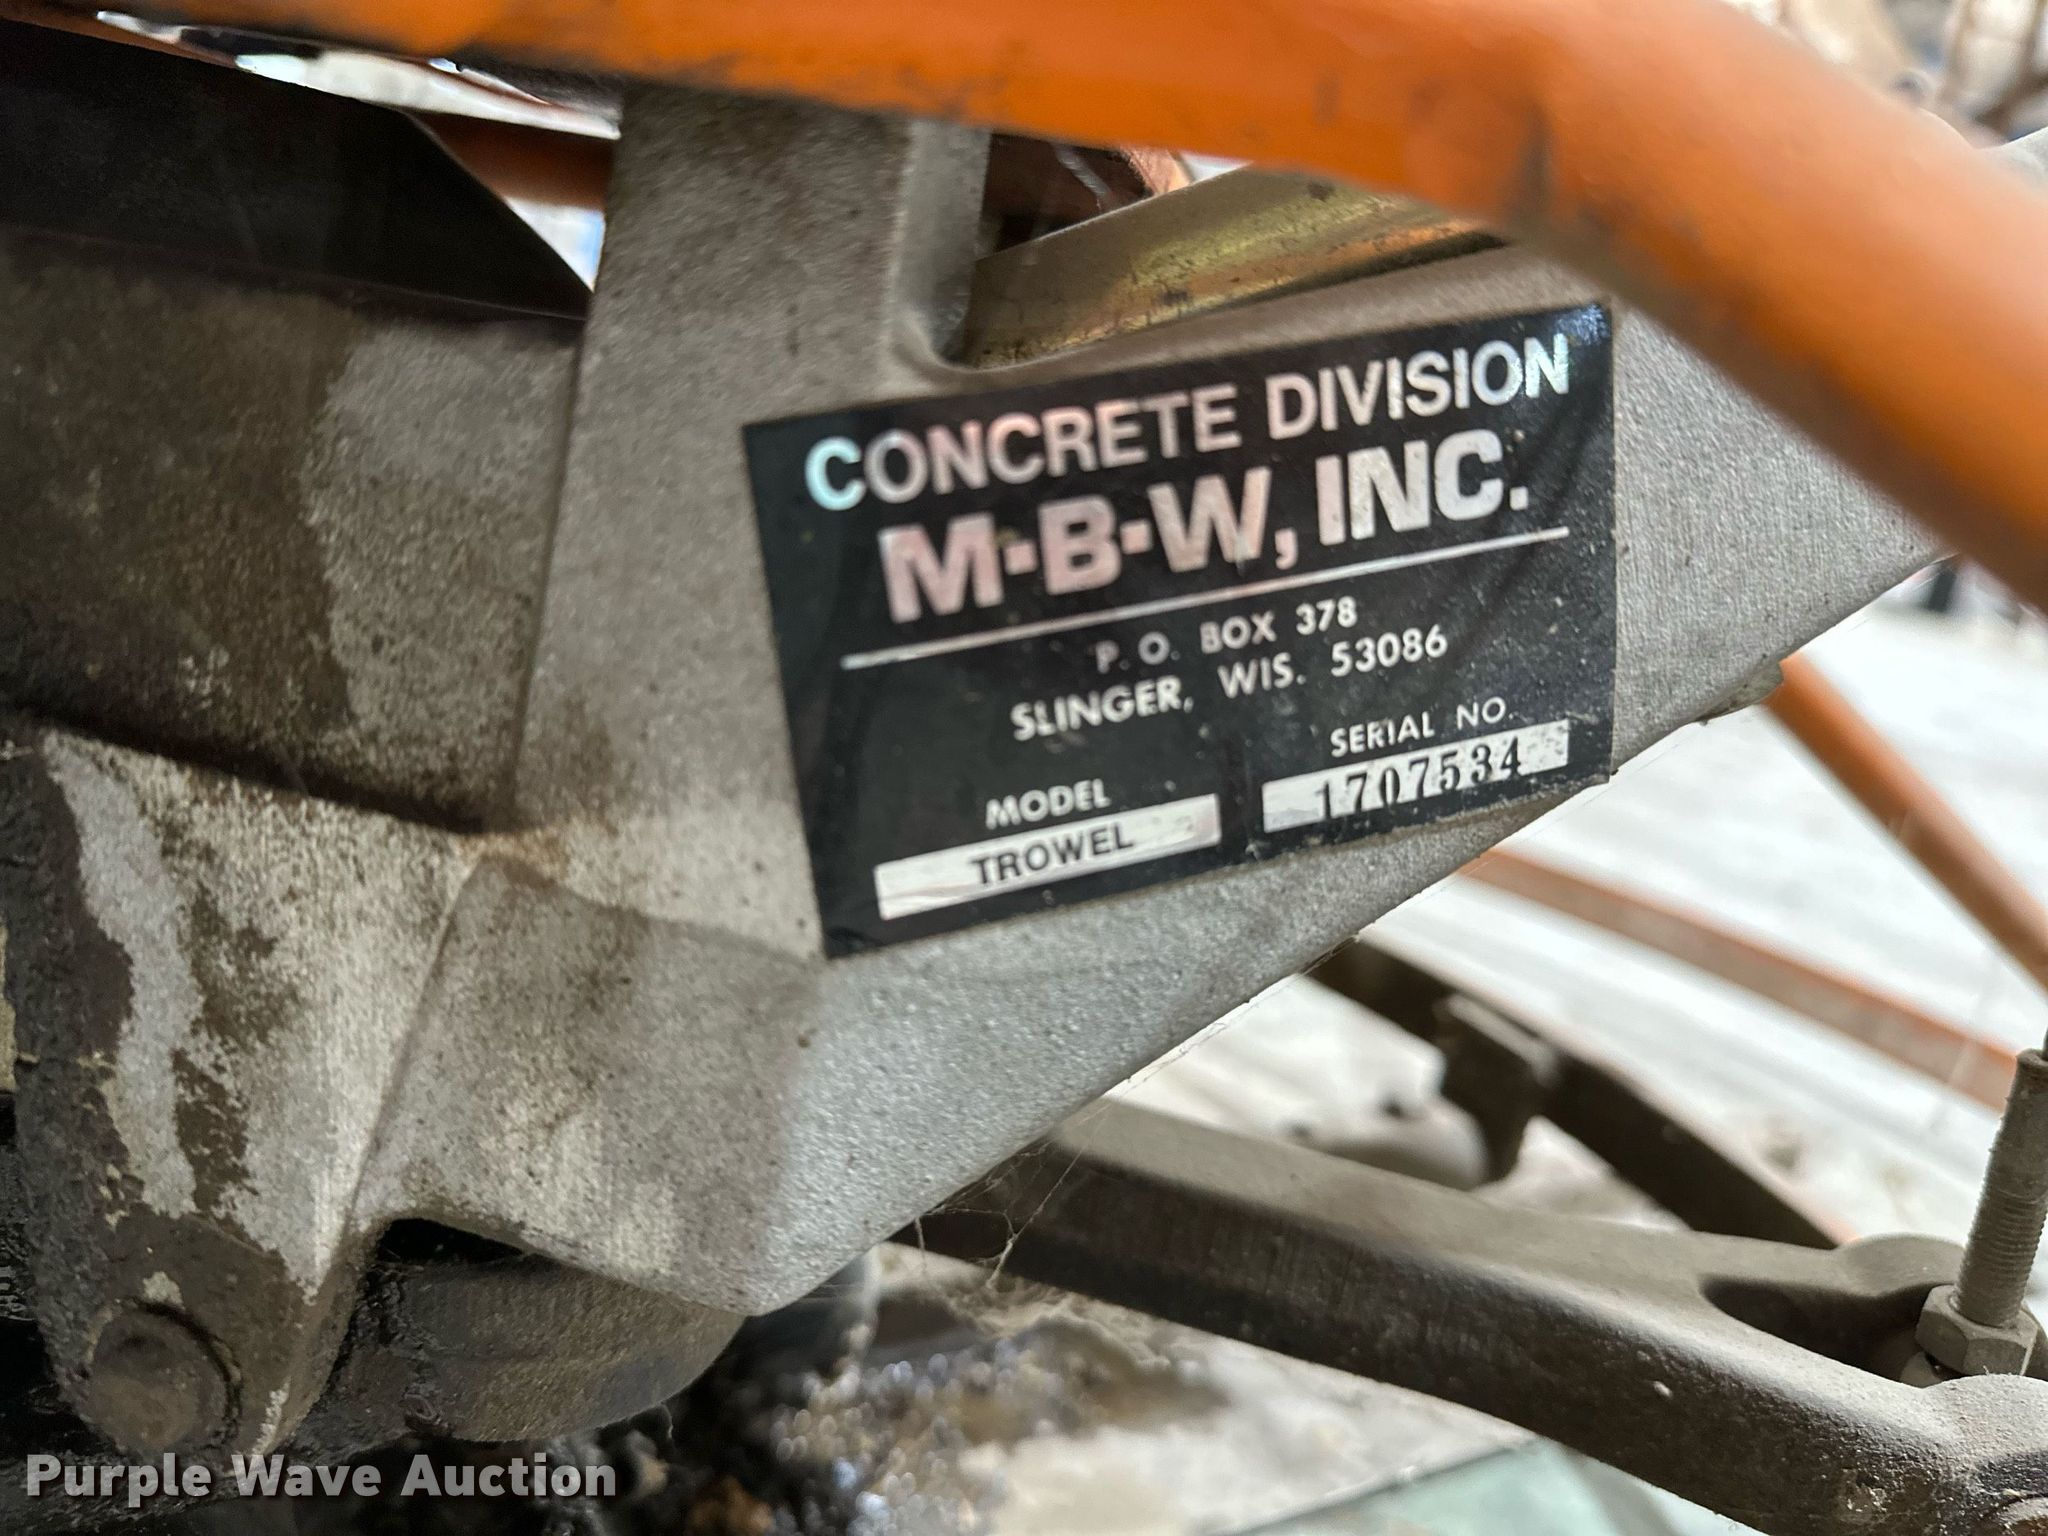 CONCRETE DIVISION
M·B·W, INC.
P. O. BOX 378
SLINGER, WIS. 53086
MODEL
SERIAL NO.
TROWEL
1707534
Purple Wave Auction